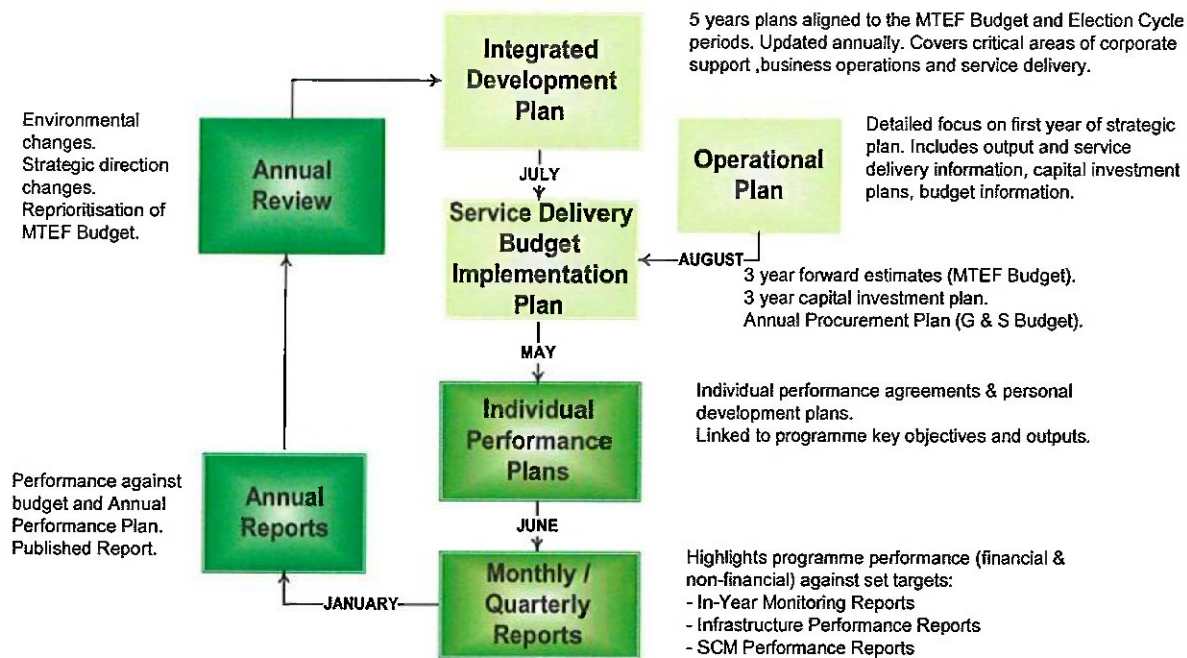 Integrated
Development
Plan
5 years plans aligned to the MTEF Budget and Election Cycle
periods. Updated annually. Covers critical areas of corporate
support ,business operations and service delivery.
Environmental
changes.
Strategic direction
changes.
Reprioritisation of
MTEF Budget.
Annual
Review
JULY
Operational
Plan
Detailed focus on first year of strategic
plan. Includes output and service
delivery information, capital investment
plans, budget information.
Service Delivery
Budget
Implementation
Plan
AUGUST
3 year forward estimates (MTEF Budget).
3 year capital investment plan.
Annual Procurement Plan (G & S Budget).
MAY
Individual
Performance
Plans
Individual performance agreements & personal
development plans.
Linked to programme key objectives and outputs.
Performance against
budget and Annual
Performance Plan.
Published Report.
Annual
Reports
JUNE
Monthly /
Quarterly
Reports
JANUARY
Highlights programme performance (financial &
non-financial) against set targets:
- In-Year Monitoring Reports
- Infrastructure Performance Reports
- SCM Performance Reports